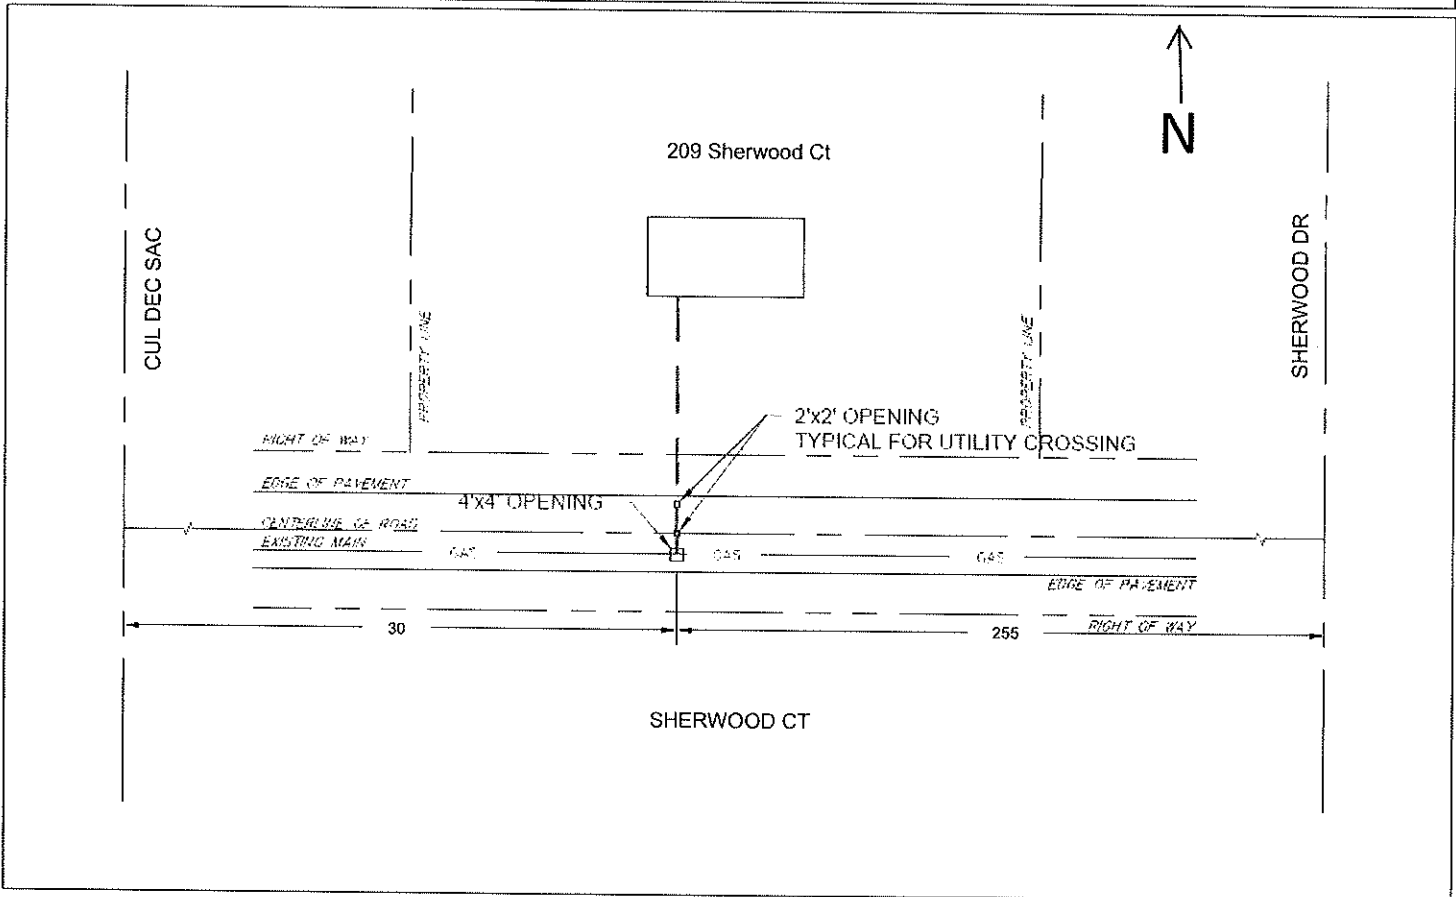 N
209 Sherwood Ct
CUL DEC SAC
SHERWOOD DR
PROPERTY LINE
PROPERTY LINE
2'x2' OPENING
TYPICAL FOR UTILITY CROSSING
RIGHT OF WAY
EDGE OF PAVEMENT
4'x4' OPENING
CENTERLINE OF ROAD
EXISTING MAIN
GAS
GAS
GAS
EDGE OF PAVEMENT
30
255
RIGHT OF WAY
SHERWOOD CT